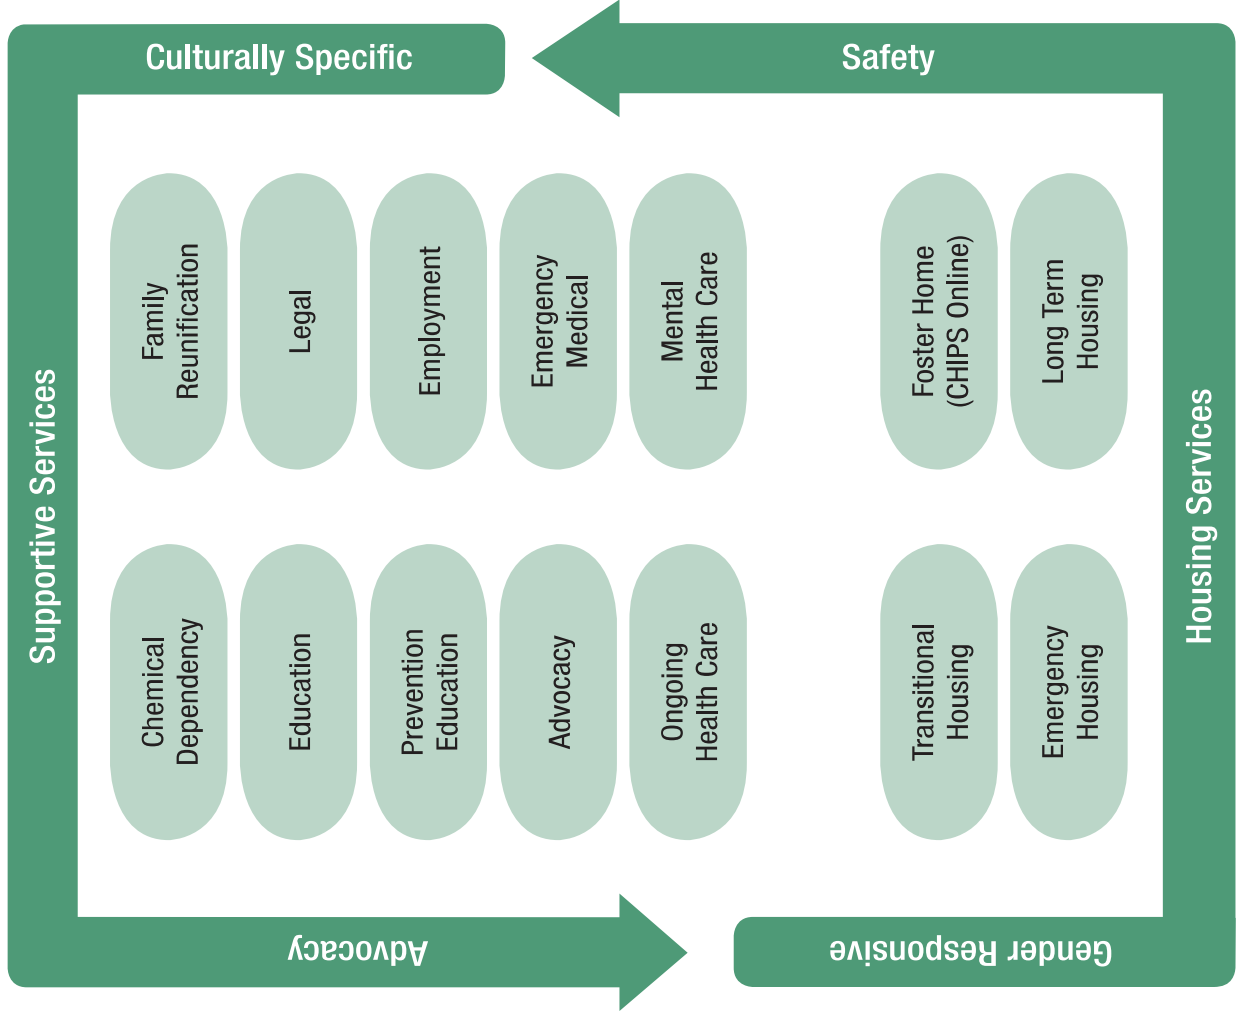 Culturally Specific
Safety
Supportive Services
Family
Reunification
Legal
Employment
Emergency
Medical
Mental
Health Care
Foster Home
(CHIPS Online)
Long Term
Housing
Housing Services
Chemical
Dependency
Education
Prevention
Education
Advocacy
Ongoing
Health Care
Transitional
Housing
Emergency
Housing
Advocacy
Gender Responsive